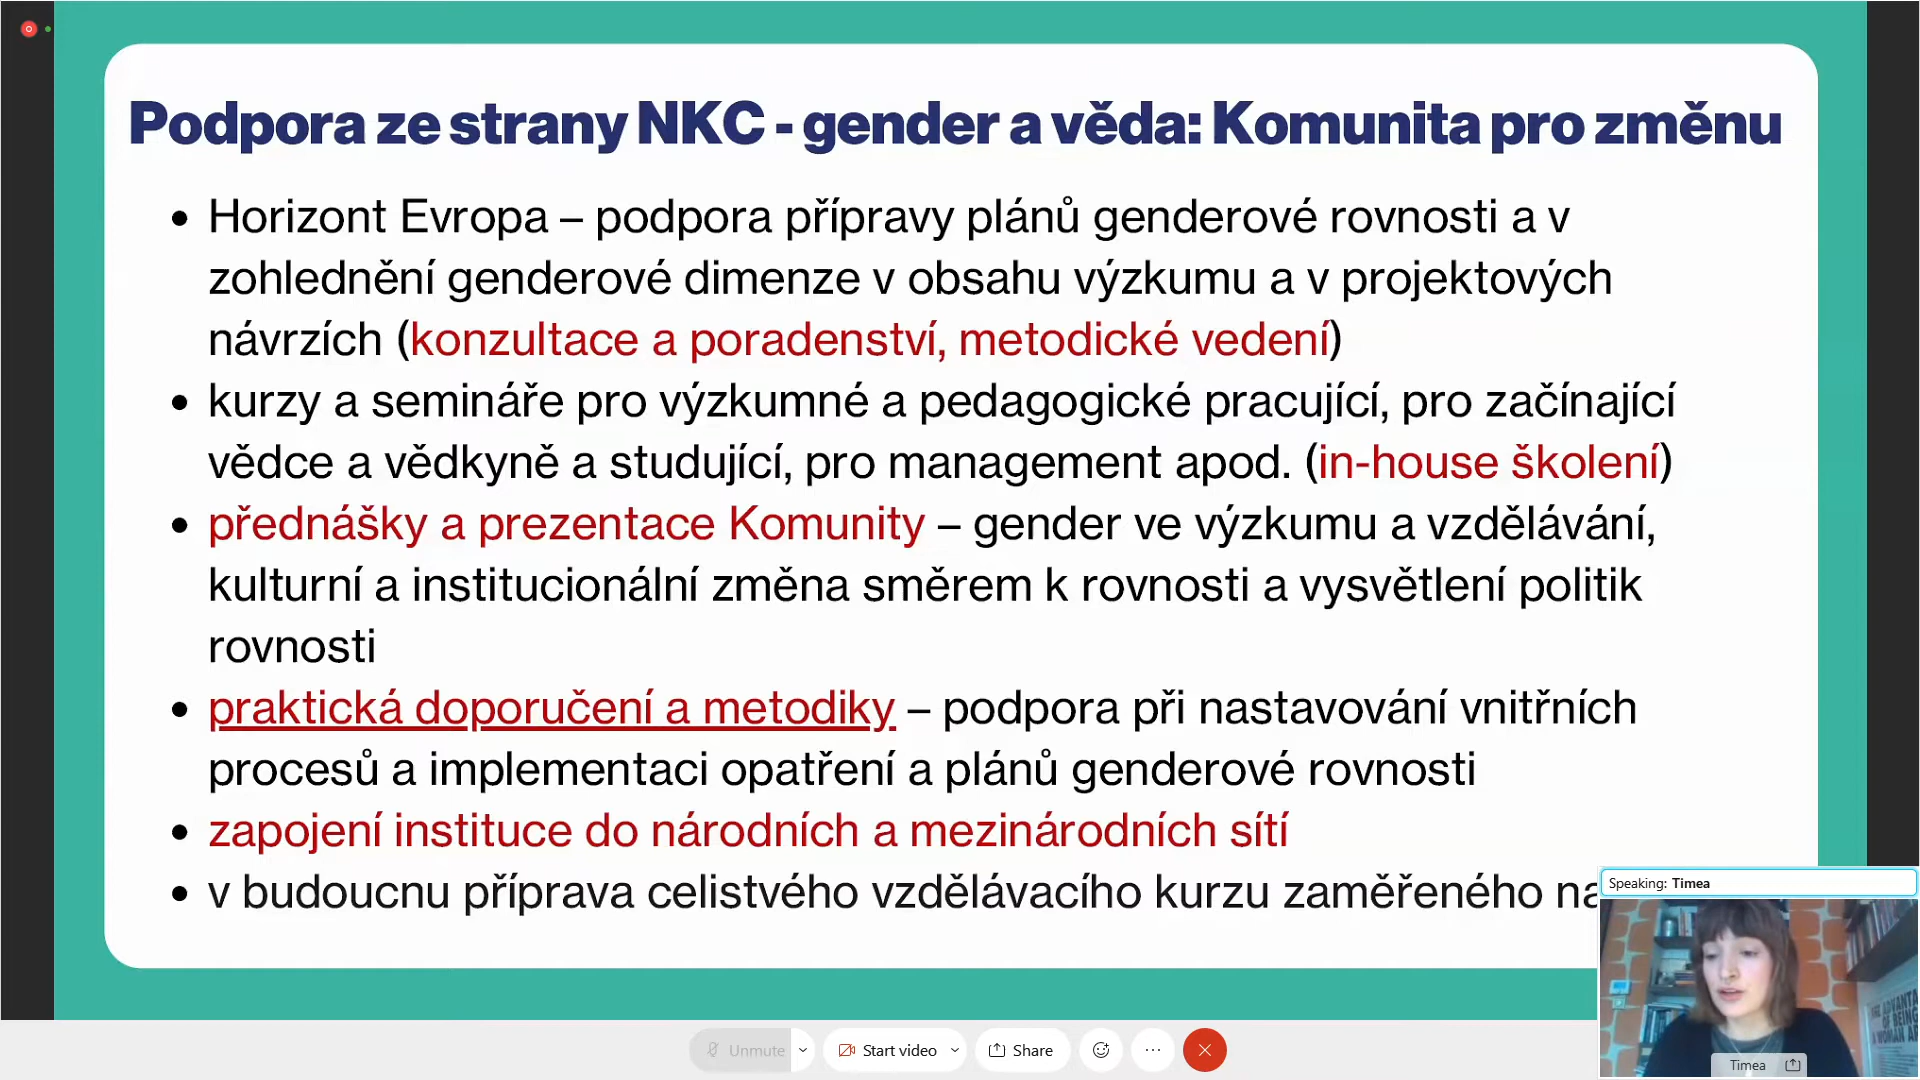 Podpora ze strany NKC - gender a věda: Komunita pro změnu
• Horizont Evropa – podpora přípravy plánů genderové rovnosti a v
zohlednění genderové dimenze v obsahu výzkumu a v projektových
návrzích (konzultace a poradenství, metodické vedení)
• kurzy a semináře pro výzkumné a pedagogické pracující, pro začínající
vědce a vědkyně a studující, pro management apod. (in-house školení)
• přednášky a prezentace Komunity – gender ve výzkumu a vzdělávání,
kulturní a institucionální změna směrem k rovnosti a vysvětlení politik
rovnosti
• praktická doporučení a metodiky – podpora při nastavování vnitřních
procesů a implementaci opatření a plánů genderové rovnosti
• zapojení instituce do národních a mezinárodních sítí
• v budoucnu příprava celistvého vzdělávacího kurzu zaměřeného na
Speaking: Timea
OF BEING
Timea
Unmute
Start video
Share